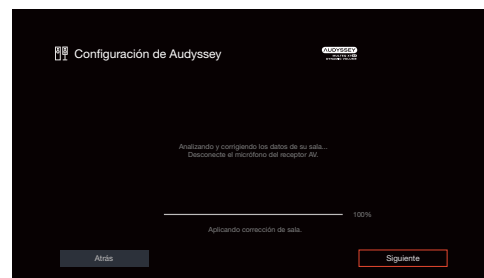 Configuración de Audyssey
AUDYSSEY
Analizando y corrigiendo los datos de su sala...
Desconecte el micrófono del receptor AV.
100%
Aplicando corrección de sala.
Atrás
Siguiente